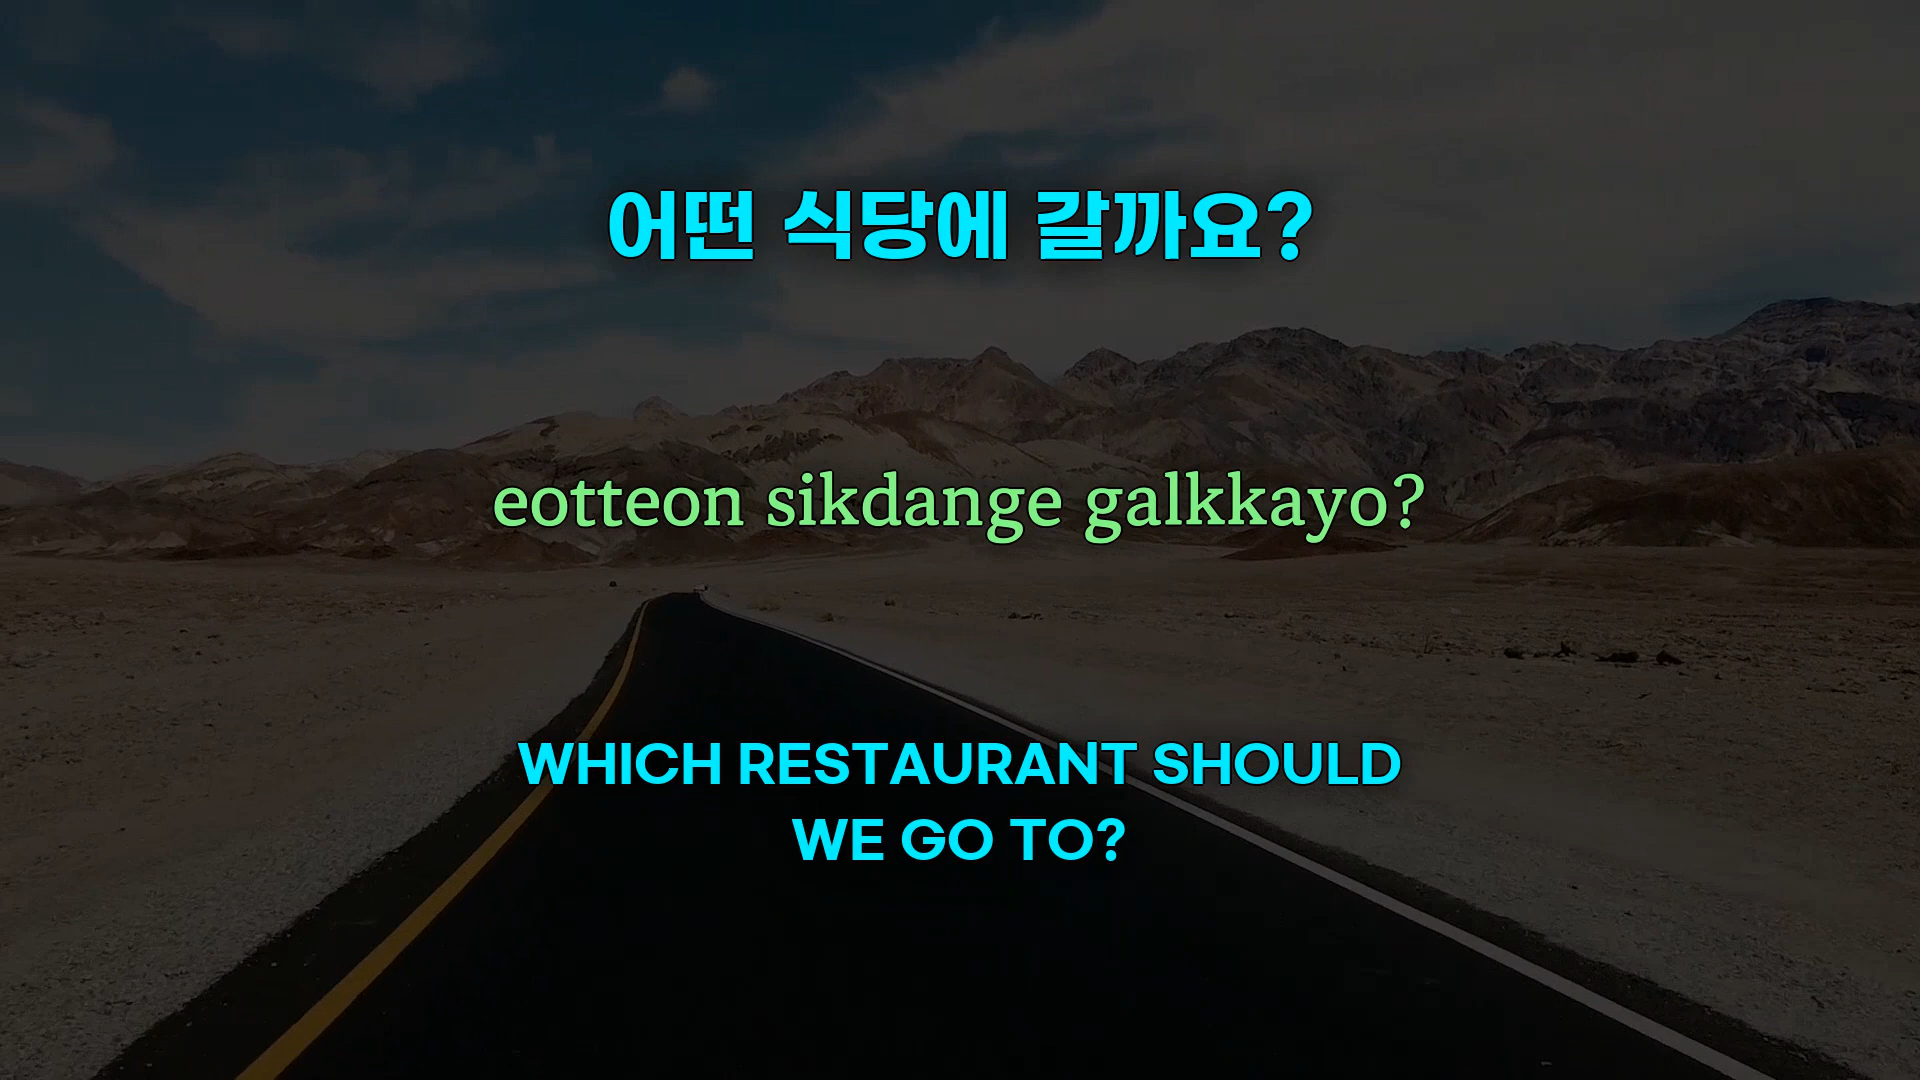 어떤 식당에 갈까요?
eotteon sikdange galkkayo?
WHICH RESTAURANT SHOULD
WE GO TO?